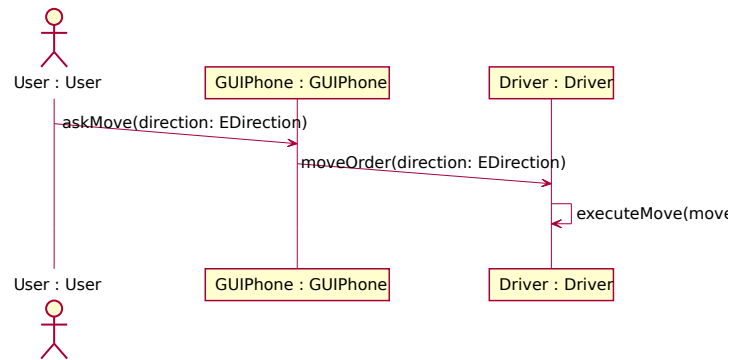 User : User
GUIPhone : GUIPhone
Driver : Driver
askMove(direction: EDirection)
moveOrder(direction: EDirection)
executeMove(move
User : User
GUIPhone : GUIPhone
Driver : Driver